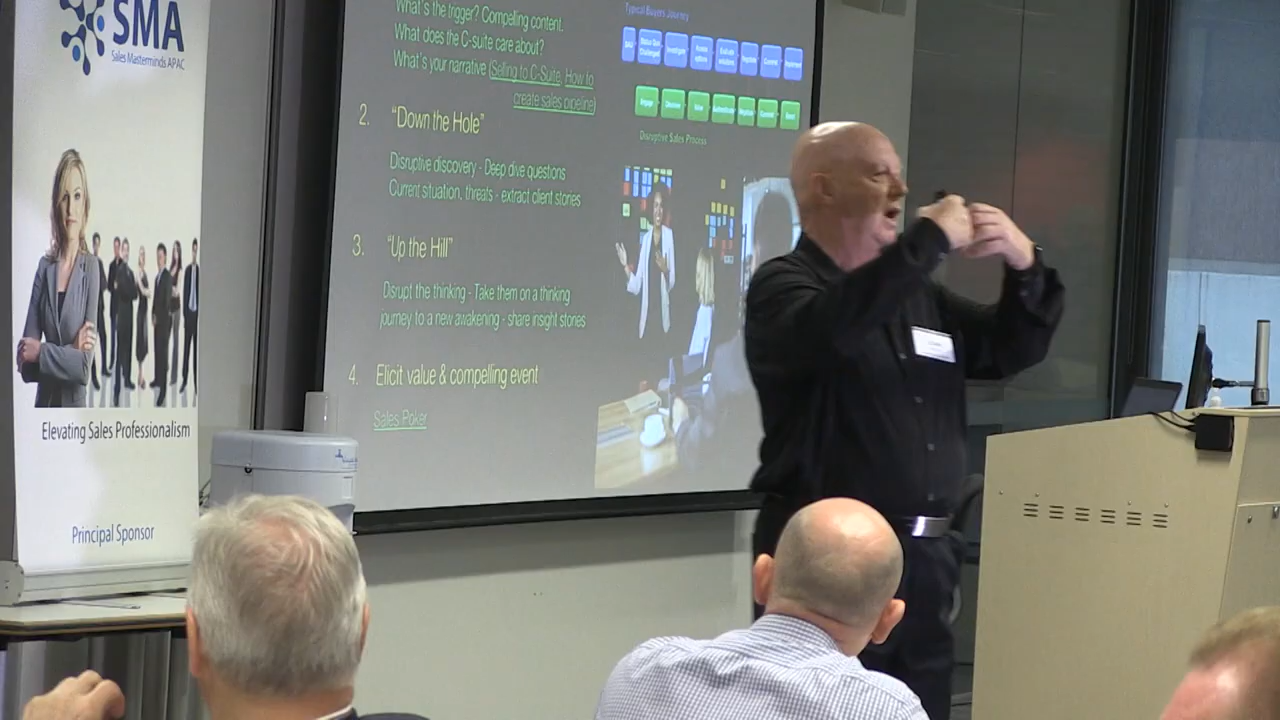 SMA
Sales Masterminds APAC
Elevating Sales Professionalism
Principal Sponsor
What's the trigger? Compelling content.
What does the C-suite care about?
What's your narrative (Selling to C-Suite, How to
create sales pipeline)
2. "Down the Hole"
Disruptive discovery - Deep dive questions
Current situation, threats - extract client stories
3. "Up the Hill"
Disrupt the thinking - Take them on a thinking
journey to a new awakening - share insight stories
4. Elicit value & compelling event
Sales Poker
Typical Buyers Journey
Investigate
Disruptive Sales Process